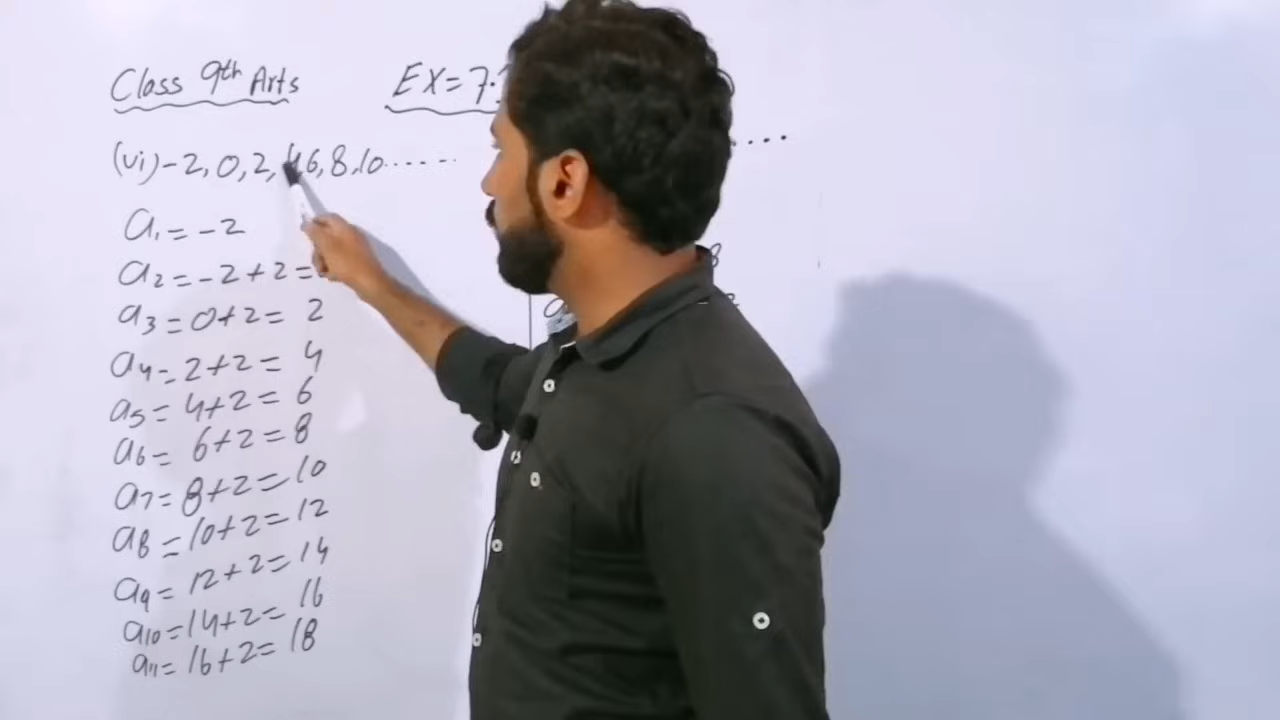 Class 9th Arts
EX=7.
(vi) -2, 0, 2, 4 6, 8, 10 ......
....
a₁ = -2
a₂ = -2+2 =
a₃ = 0+2 = 2
a₄ = 2+2 = 4
a₅ = 4+2 = 6
a₆ = 6+2 = 8
a₇ = 8+2 = 10
a₈ = 10+2 = 12
a₉ = 12+2 = 14
a₁₀ = 14+2 = 16
a₁₁ = 16+2 = 18
8